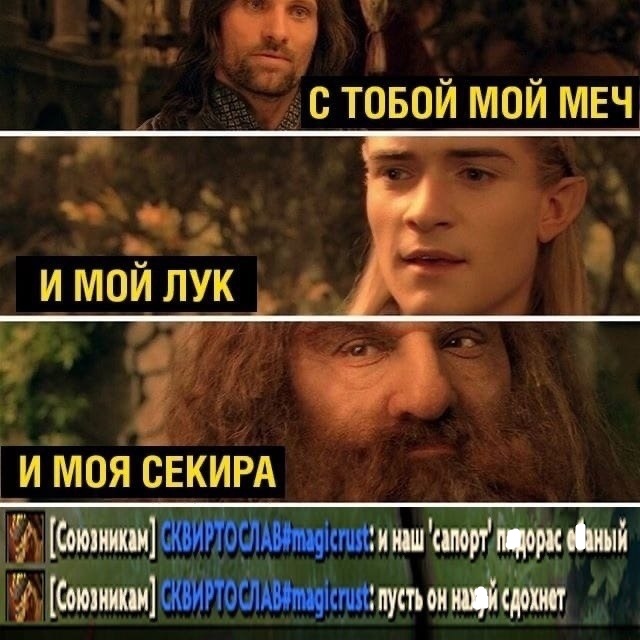 С ТОБОЙ МОЙ МЕЧ
И МОЙ ЛУК
И МОЯ СЕКИРА
[Союзникам] СКВИРТОСЛАВ#magicrust: и наш 'сапорт'
[Союзникам] СКВИРТОСЛАВ#magicrust: пусть он сдохнет